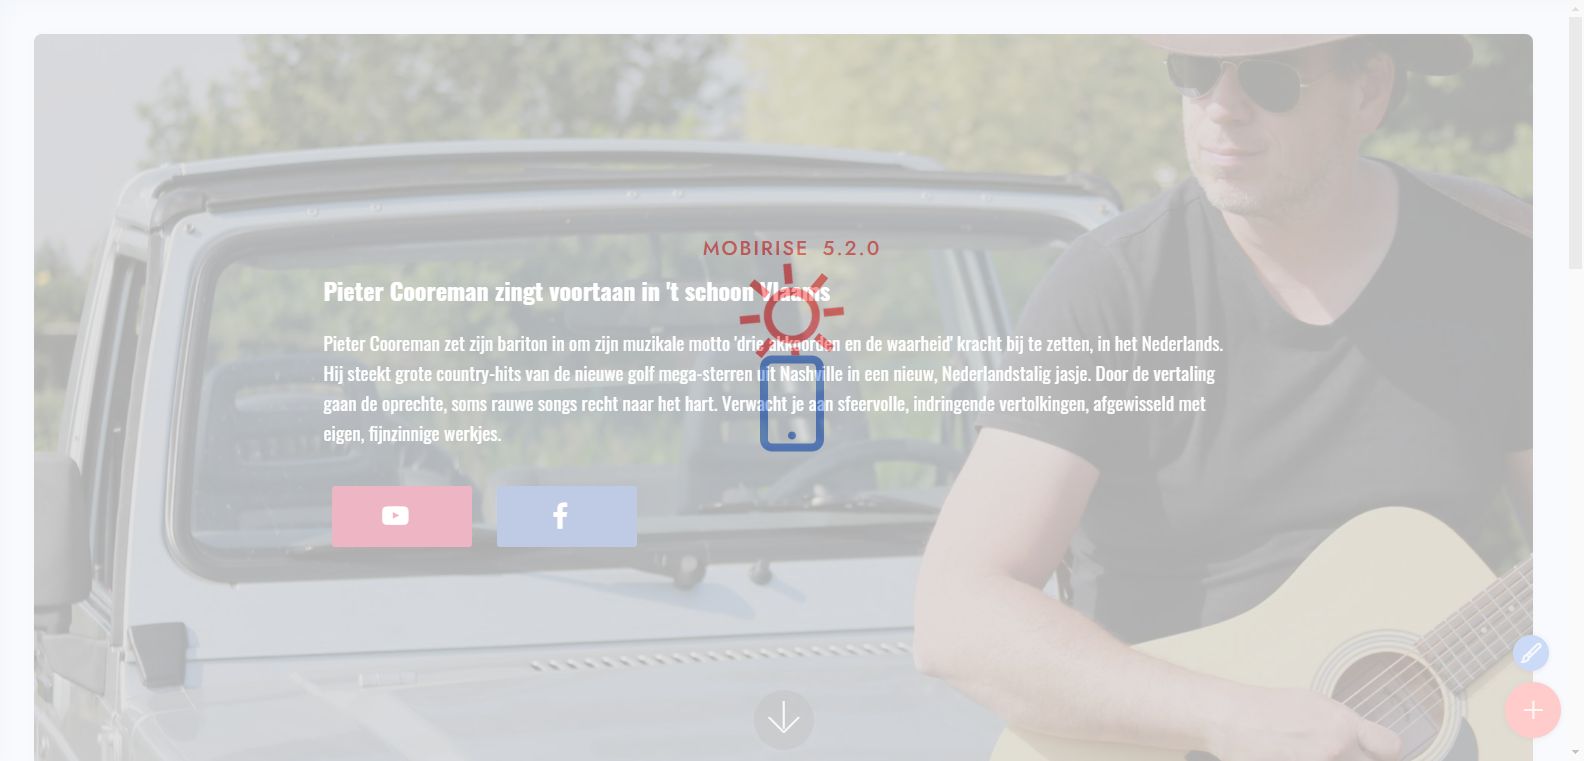 MOBIRISE 5.2.0
Pieter Cooreman zingt voortaan in 't schoon Vlaams
Pieter Cooreman zet zijn bariton in om zijn muzikale motto 'drie akkoorden en de waarheid' kracht bij te zetten, in het Nederlands.
Hij steekt grote country-hits van de nieuwe golf mega-sterren uit Nashville in een nieuw, Nederlandstalig jasje. Door de vertaling
gaan de oprechte, soms rauwe songs recht naar het hart. Verwacht je aan sfeervolle, indringende vertolkingen, afgewisseld met
eigen, fijnzinnige werkjes.